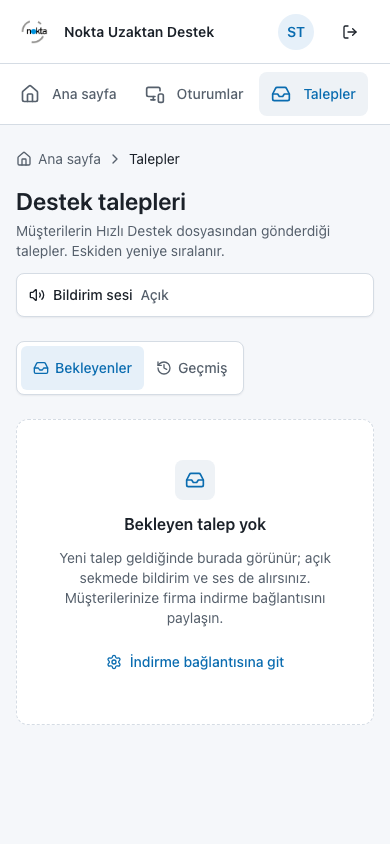 nokta
Nokta Uzaktan Destek
ST
Ana sayfa
Oturumlar
Talepler
Ana sayfa
Talepler
Destek talepleri
Müşterilerin Hızlı Destek dosyasından gönderdiği
talepler. Eskiden yeniye sıralanır.
Bildirim sesi Açık
Bekleyenler
Geçmiş
Bekleyen talep yok
Yeni talep geldiğinde burada görünür; açık
sekmede bildirim ve ses de alırsınız.
Müşterilerinize firma indirme bağlantısını
paylaşın.
İndirme bağlantısına git